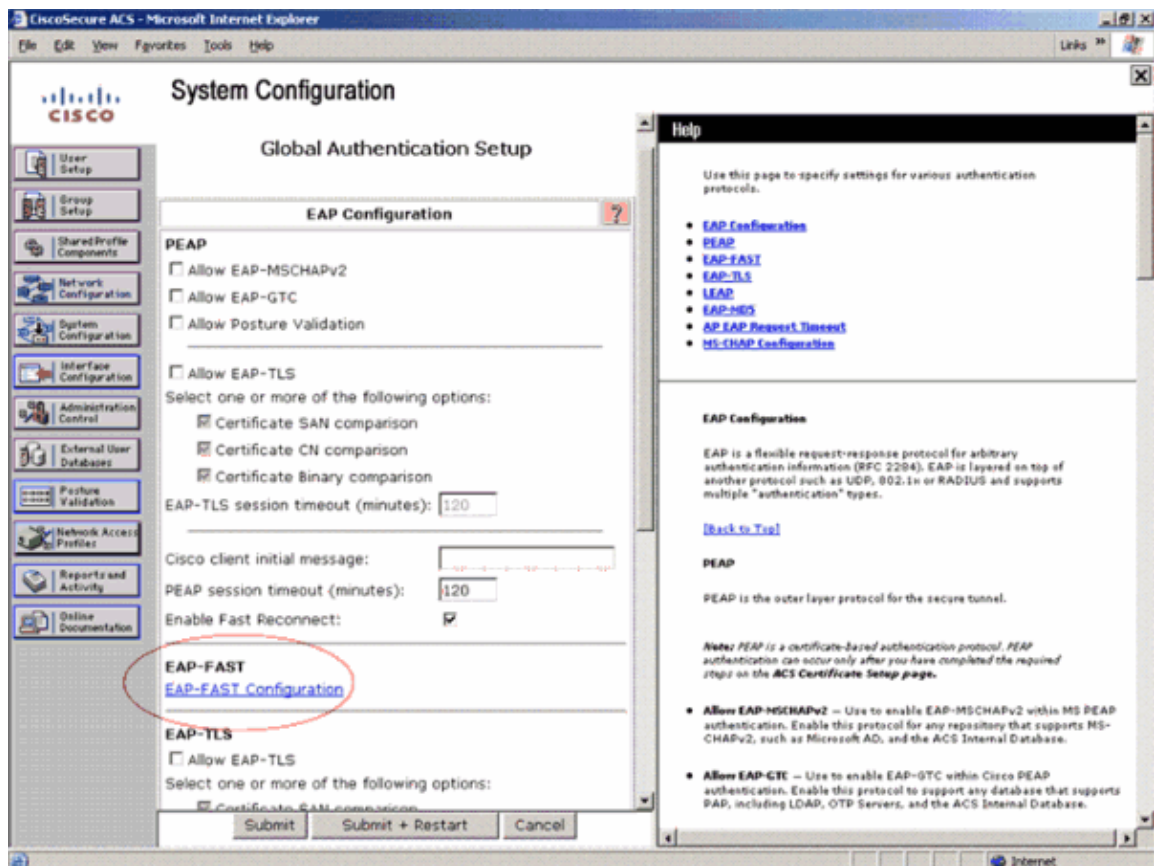 CiscoSecure ACS - Microsoft Internet Explorer
File Edit View Favorites Tools Help
Links »
CISCO
System Configuration
User
Setup
Group
Setup
Shared Profile
Components
Network
Configuration
System
Configuration
Interface
Configuration
Administration
Control
External User
Databases
Posture
Validation
Network Access
Profiles
Reports and
Activity
Online
Documentation
Global Authentication Setup
EAP Configuration
?
PEAP
Allow EAP-MSCHAPv2
Allow EAP-GTC
Allow Posture Validation
Allow EAP-TLS
Select one or more of the following options:
Certificate SAN comparison
Certificate CN comparison
Certificate Binary comparison
EAP-TLS session timeout (minutes): 120
Cisco client initial message:
PEAP session timeout (minutes): 120
Enable Fast Reconnect:
EAP-FAST
EAP-FAST Configuration
EAP-TLS
Allow EAP-TLS
Select one or more of the following options:
Certificate SAN comparison
Submit Submit + Restart Cancel
Help
Use this page to specify settings for various authentication
protocols.
EAP Configuration
PEAP
EAP-FAST
EAP-TLS
LEAP
EAP-MD5
AP EAP Request Timeout
MS-CHAP Configuration
EAP Configuration
EAP is a flexible request-response protocol for arbitrary
authentication information (RFC 2284). EAP is layered on top of
another protocol such as UDP, 802.1x or RADIUS and supports
multiple "authentication" types.
[Back to Top]
PEAP
PEAP is the outer layer protocol for the secure tunnel.
Note: PEAP is a certificate-based authentication protocol. PEAP
authentication can occur only after you have completed the required
steps on the ACS Certificate Setup page.
• Allow EAP-MSCHAPv2 — Use to enable EAP-MSCHAPv2 within MS PEAP
authentication. Enable this protocol for any repository that supports MS-
CHAPv2, such as Microsoft AD, and the ACS Internal Database.
• Allow EAP-GTC — Use to enable EAP-GTC within Cisco PEAP
authentication. Enable this protocol to support any database that supports
PAP, including LDAP, OTP Servers, and the ACS Internal Database.
Internet